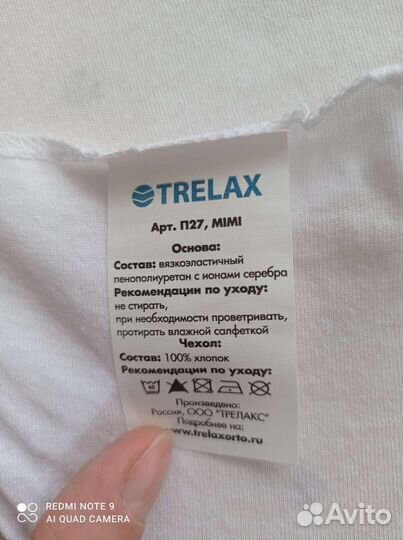 TRELAX
Арт. П27, MIMI
Основа:
Состав: вязкоэластичный
пенополиуретан с ионами серебра
Рекомендации по уходу:
не стирать,
при необходимости проветривать,
протирать влажной салфеткой
Чехол:
Состав: 100% хлопок
Рекомендации по уходу:
40
Произведено:
Россия, ООО "ТРЕЛАКС"
Подробнее на:
www.trelaxorto.ru
REDMI NOTE 9
AI QUAD CAMERA
Avito